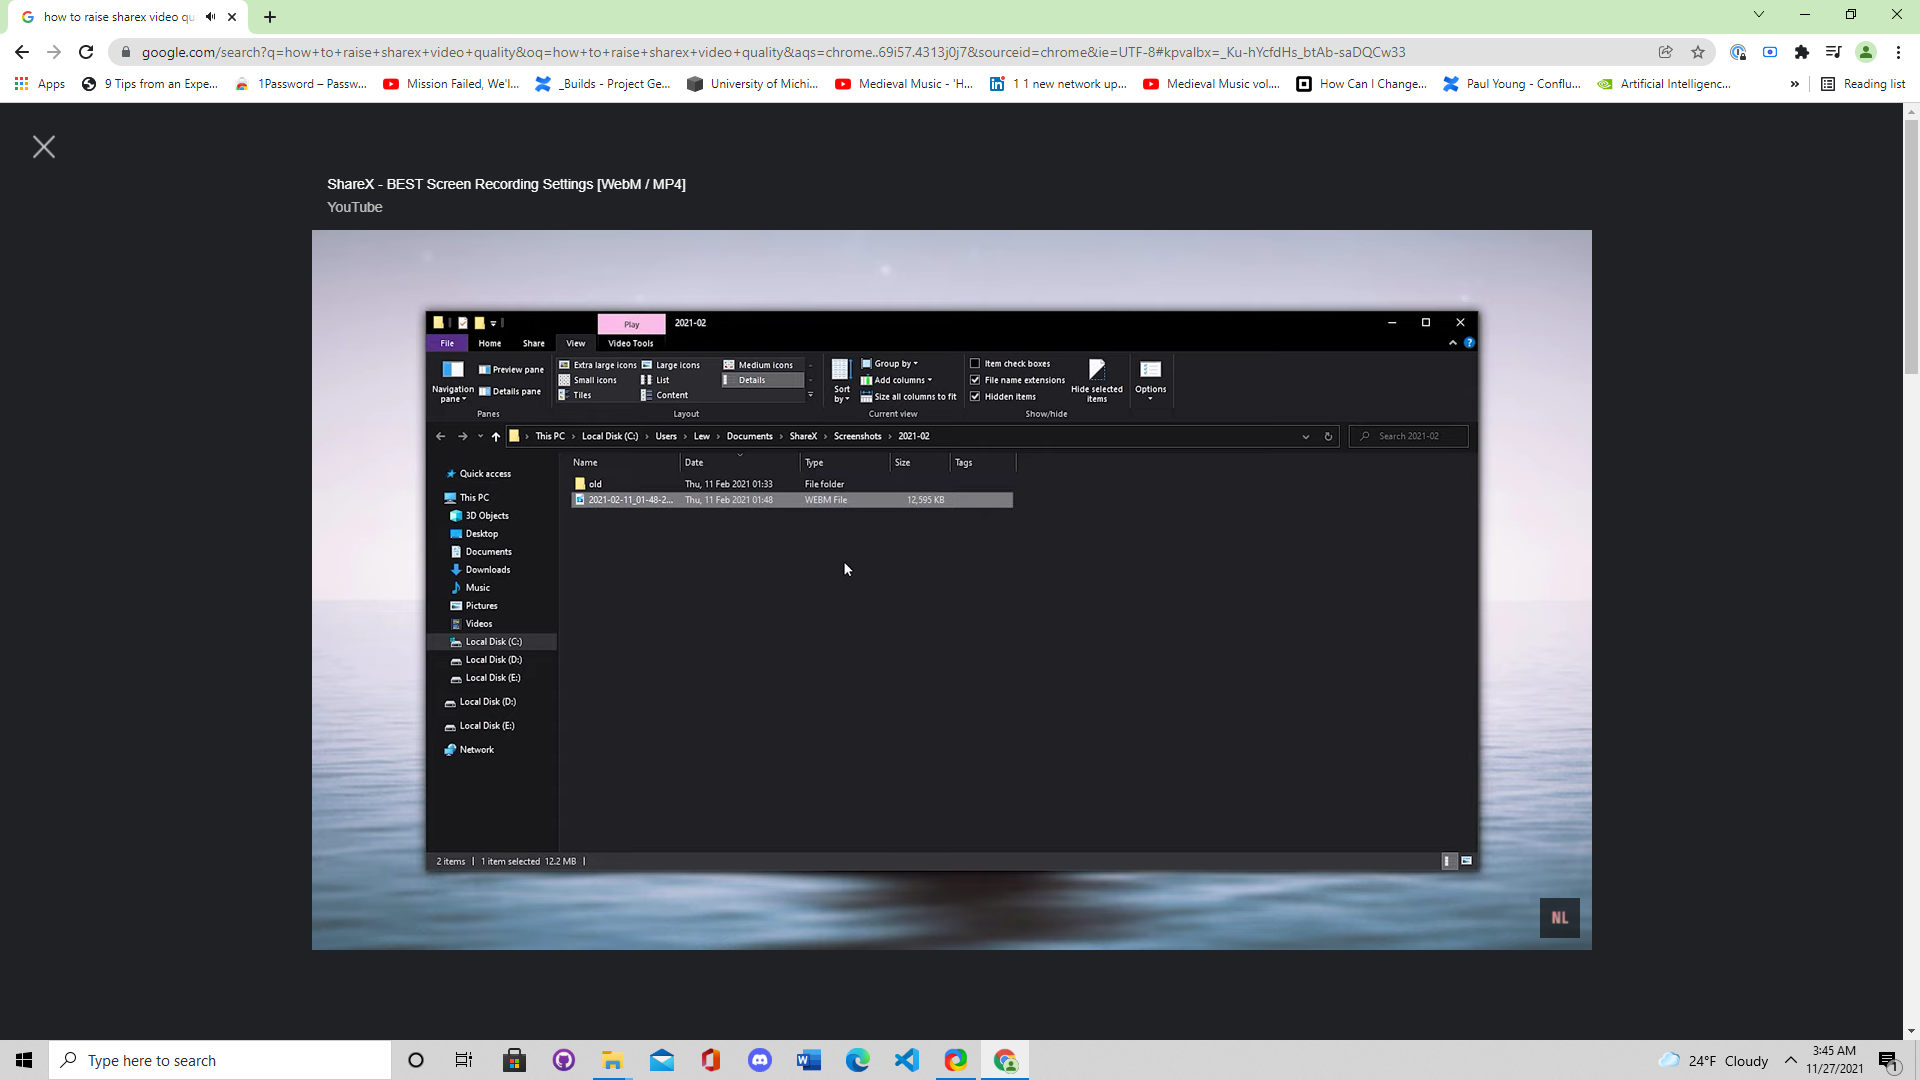 how to raise sharex video qu
google.com/search?q=how+to+raise+sharex+video+quality&oq=how+to+raise+sharex+video+quality&aqs=chrome..69i57.4313j0j7&sourceid=chrome&ie=UTF-8#kpvalbx=_Ku-hYcfdHs_btAb-saDQCw33
Apps 9 Tips from an Expe... 1Password – Passw... Mission Failed, We'l... _Builds - Project Ge... University of Michi... Medieval Music - 'H... 1 1 new network up... Medieval Music vol.... How Can I Change... Paul Young - Conflu... Artificial Intelligenc... » Reading list
ShareX - BEST Screen Recording Settings [WebM / MP4]
YouTube
Play 2021-02
File Home Share View Video Tools
Navigation pane Preview pane Details pane
Panes
Extra large icons Large icons Medium icons
Small icons List Details
Tiles Content
Layout
Sort by Group by Add columns Size all columns to fit
Current view
Item check boxes
File name extensions
Hidden items
Hide selected items
Show/hide
Options
This PC › Local Disk (C:) › Users › Lew › Documents › ShareX › Screenshots › 2021-02
Search 2021-02
Name Date Type Size Tags
old Thu, 11 Feb 2021 01:33 File folder
2021-02-11_01-48-2... Thu, 11 Feb 2021 01:48 WEBM File 12,595 KB
Quick access
This PC
3D Objects
Desktop
Documents
Downloads
Music
Pictures
Videos
Local Disk (C:)
Local Disk (D:)
Local Disk (E:)
Local Disk (D:)
Local Disk (E:)
Network
2 items 1 item selected 12.2 MB
NL
Type here to search
24°F Cloudy
3:45 AM
11/27/2021
1